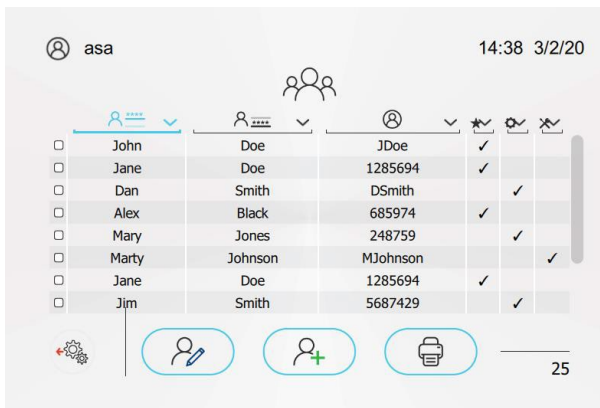 asa 14:38 3/2/20
John Doe JDoe ✓
Jane Doe 1285694 ✓
Dan Smith DSmith ✓
Alex Black 685974 ✓
Mary Jones 248759 ✓
Marty Johnson MJohnson ✓
Jane Doe 1285694 ✓
Jim Smith 5687429 ✓
25